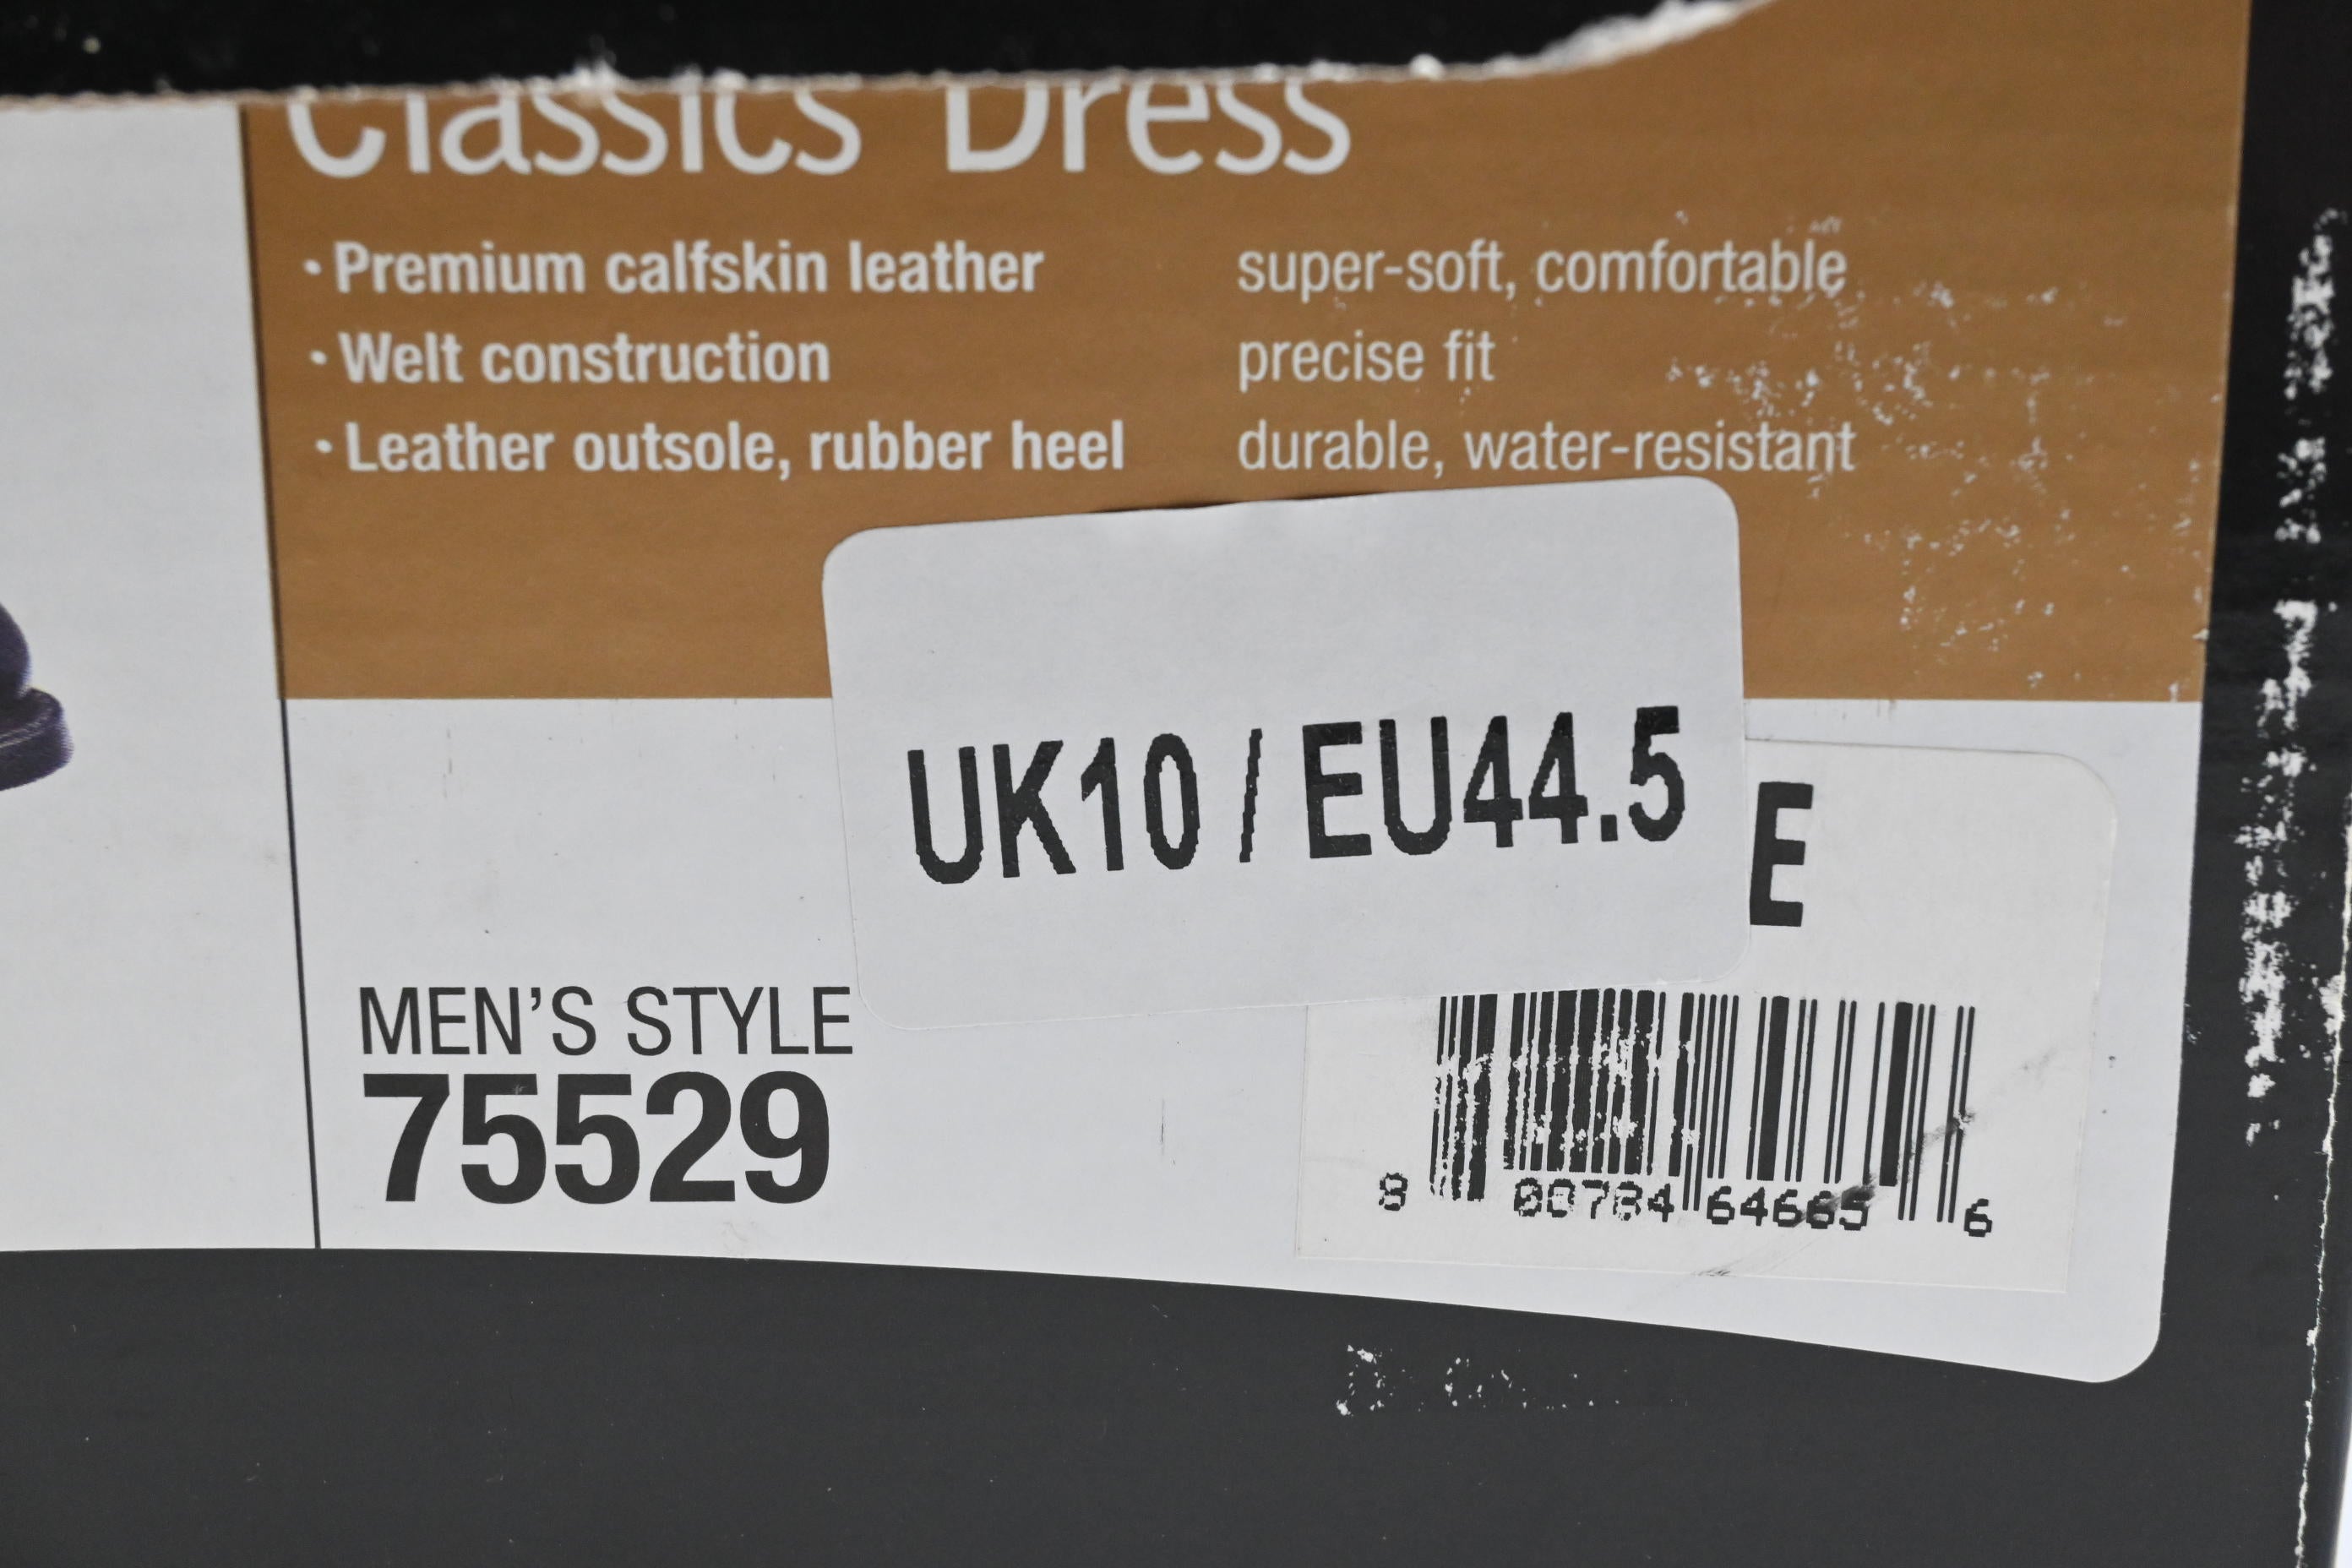 Classics Dress
• Premium calfskin leather super-soft, comfortable
• Welt construction precise fit
• Leather outsole, rubber heel durable, water-resistant
UK10 / EU44.5
E
MEN'S STYLE
75529
8 88784 64665 6